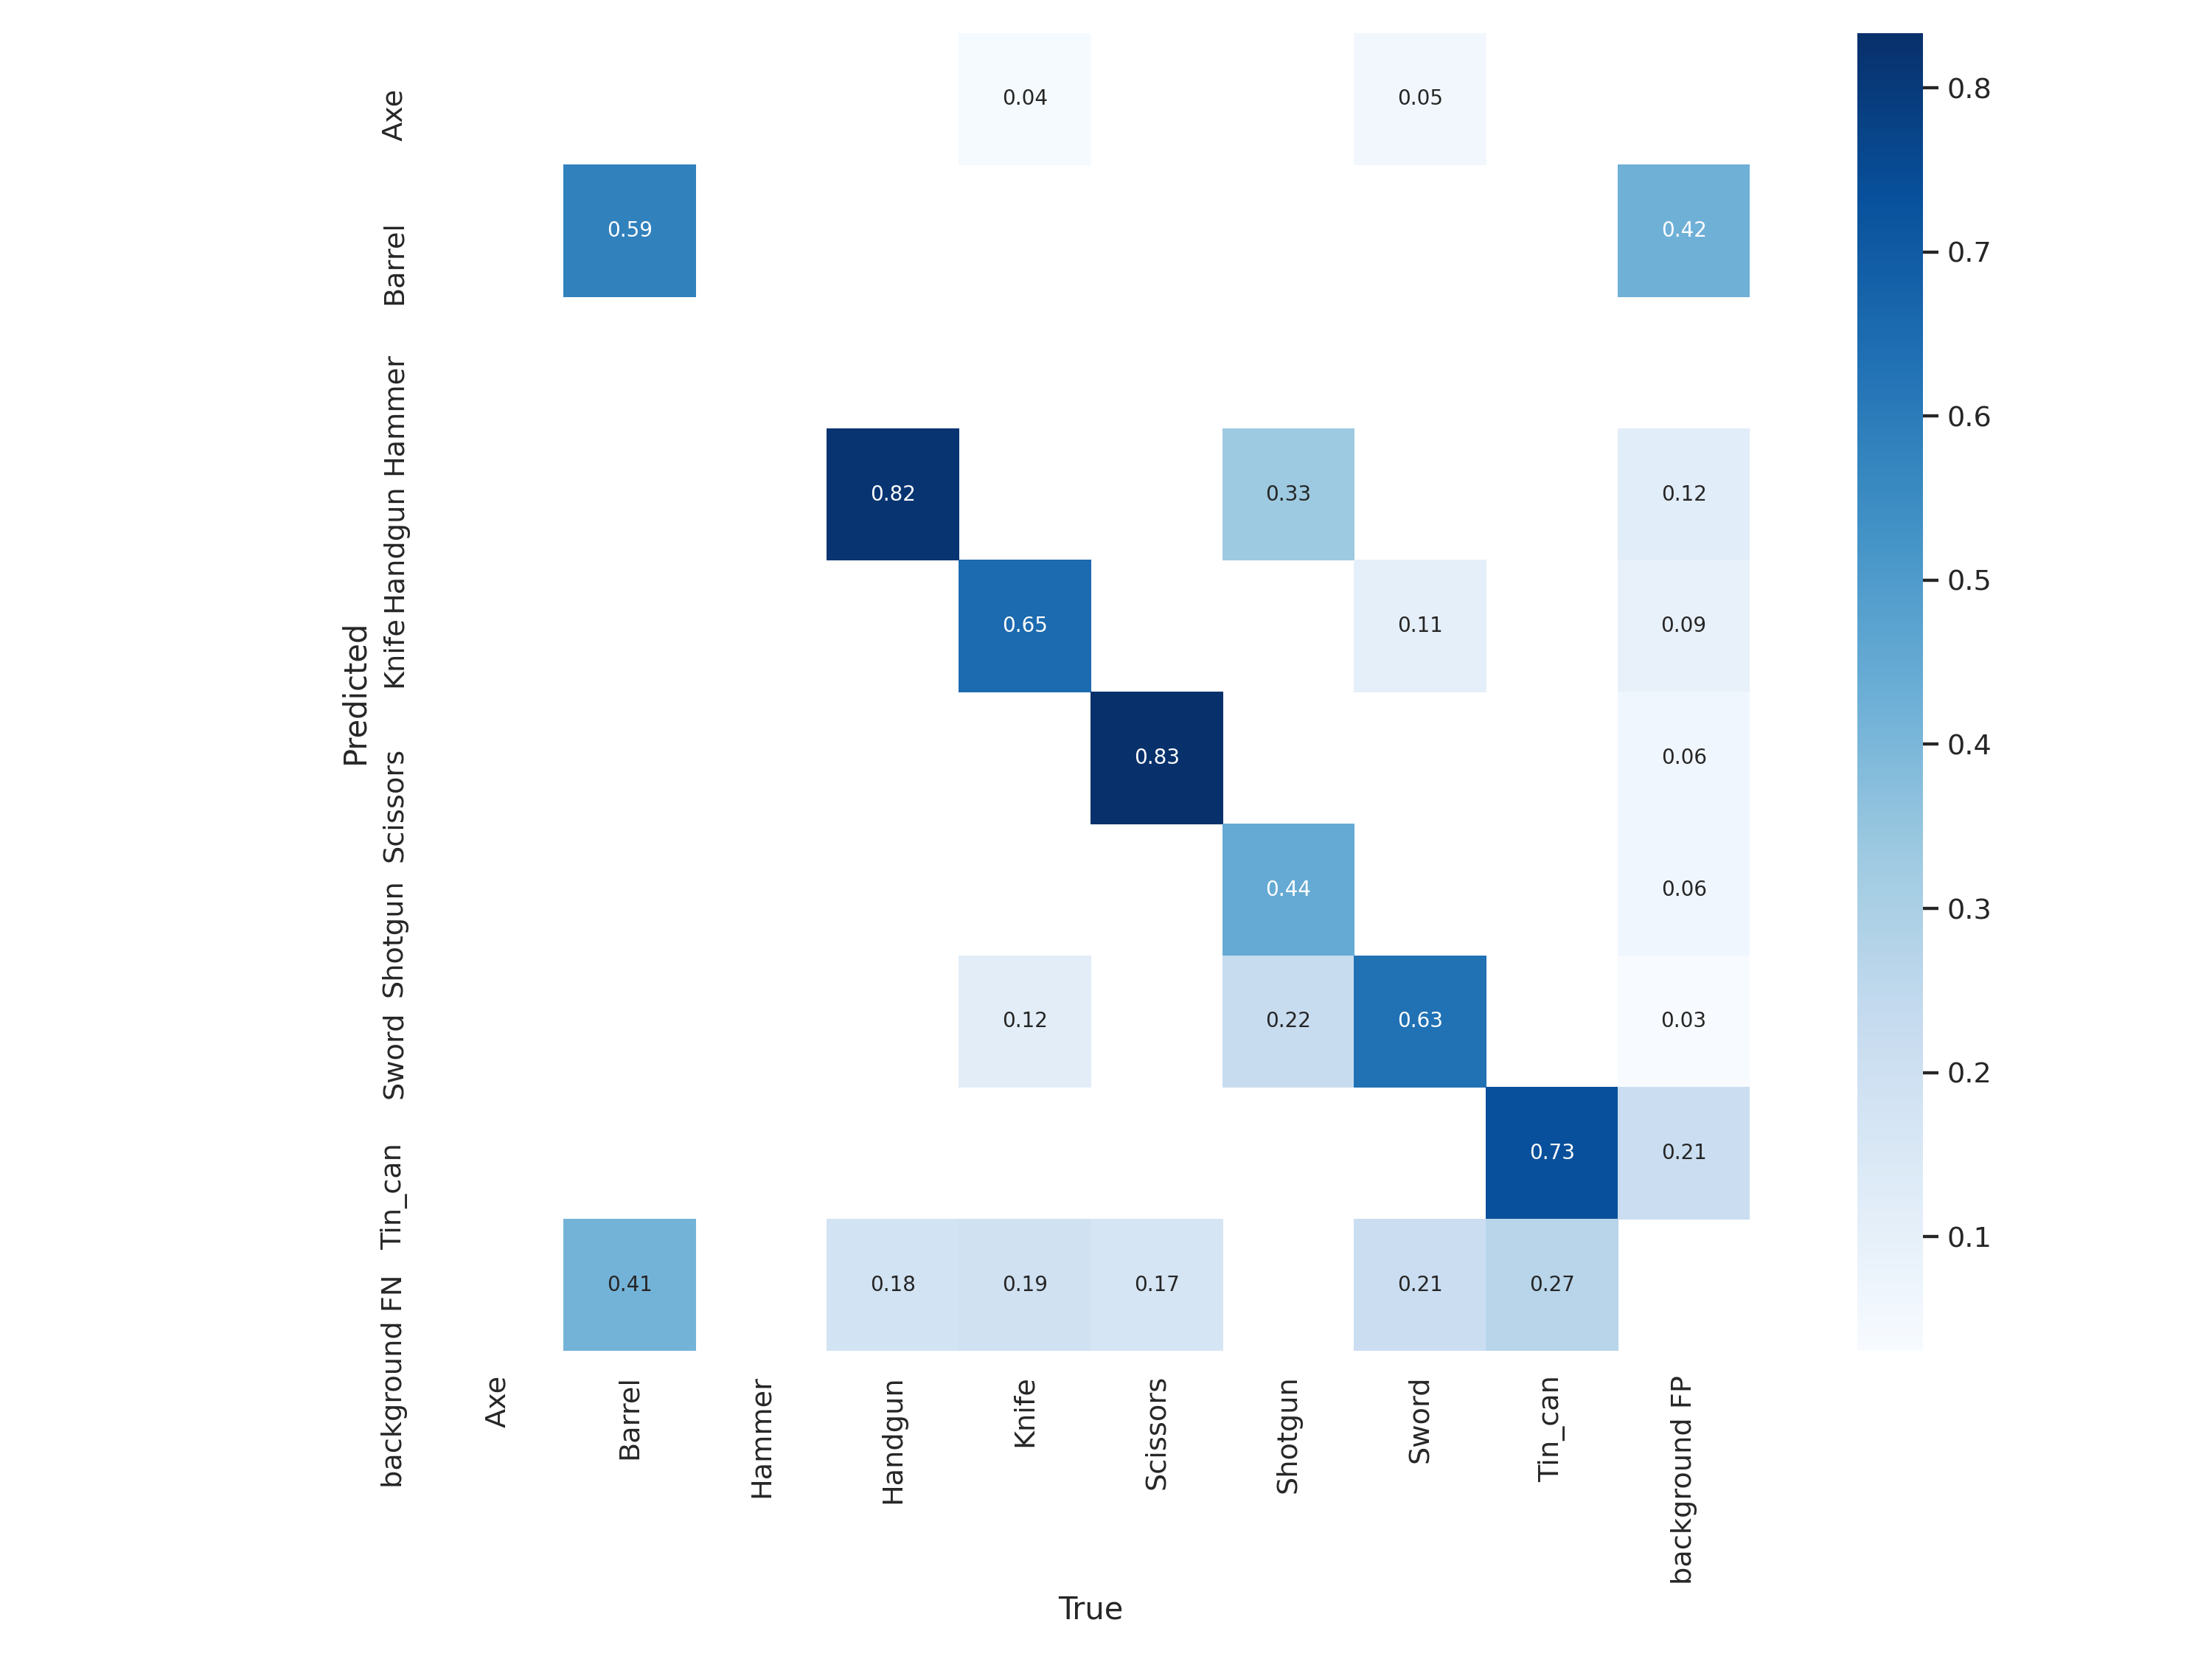 Predicted
Axe 0.04 0.05
Barrel 0.59 0.42
Hammer
Handgun 0.82 0.33 0.12
Knife 0.65 0.11 0.09
Scissors 0.83 0.06
Shotgun 0.44 0.06
Sword 0.12 0.22 0.63 0.03
Tin_can 0.73 0.21
background FN 0.41 0.18 0.19 0.17 0.21 0.27
Axe Barrel Hammer Handgun Knife Scissors Shotgun Sword Tin_can background FP
True
0.8
0.7
0.6
0.5
0.4
0.3
0.2
0.1